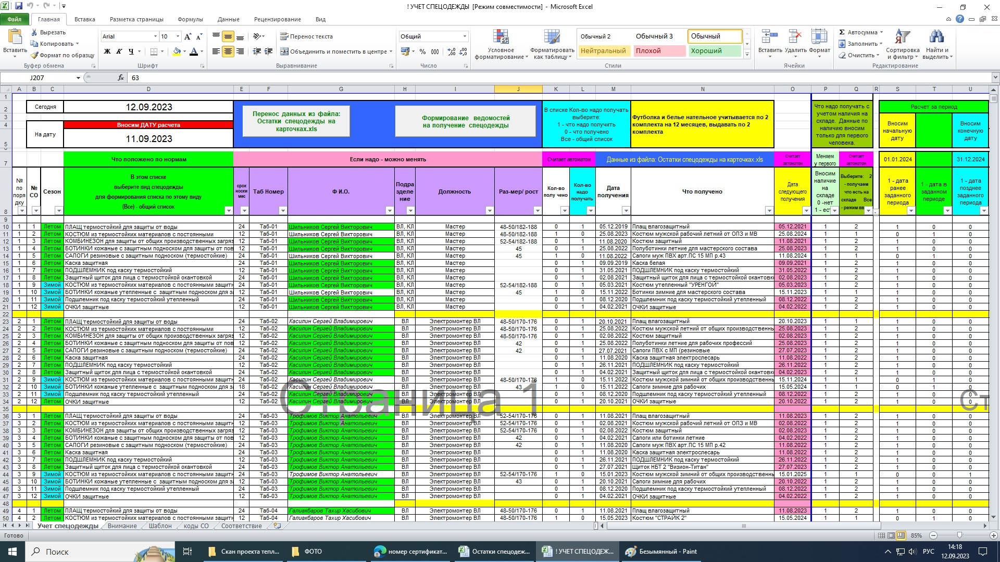 ! УЧЕТ СПЕЦОДЕЖДЫ [Режим совместимости] - Microsoft Excel
Файл Главная Вставка Разметка страницы Формулы Данные Рецензирование Вид
Вставить Вырезать Копировать Формат по образцу Буфер обмена
Arial 10 Ж К Ч Шрифт
Перенос текста Объединить и поместить в центре Выравнивание
Общий % 000 Число
Условное форматирование Форматировать как таблицу
Обычный 2 Обычный 3 Обычный
Нейтральный Плохой Хороший Стили
Вставить Удалить Формат Ячейки
Автосумма Заполнить Очистить Сортировка и фильтр Найти и выделить Редактирование
J207 fx 63
A B C D E F G H I J K L M N O P Q R S T U
Сегодня 12.09.2023
Вносим ДАТУ расчета
На дату 11.09.2023
Перенос данных из файла: Остатки спецодежды на карточках.xls
Формирование ведомостей на получение спецодежды
В списке Кол-во надо получать выберите: 1 - что надо получить 0 - что получено Все - общий список
Футболка и белье нательное учитывается по 2 комплекта на 12 месяцев, выдавать по 2 комплекта
Что надо получать с учетом наличия на складе. Данные по наличию вносим только для первого человека.
Расчет за период
Вносим начальную дату
Вносим конечную дату
Что положено по нормам Если надо - можно менять Считает автоматом Данные из файла: Остатки спецодежды на карточках.xls Считает автоматом Меняем у первого Считает автоматом 01.01.2024 31.12.2024
№ по поря дку
№ СО
Сезон
В этом списке выберите вид спецодежды для формирования списка по этому виду (Все) - общий список
срок носки мес
Таб Номер
Ф И.О.
Подра зделе ние
Должность
Раз-мер/ рост
Кол-во полу чено
Кол-во надо получать
Дата получения
Что получено
Дата следующего получения
Вносим наличие на складе 0 -нет
Выберите: 2 - получаем что есть на складе Все
1 - дата ранее заданного периода
1 - дата в заданном периоде
1 - дата позднее заданного периода
10 1 1 Летом ПЛАЩ термостойкий для защиты от воды 24 Таб-01 Шильников Сергей Викторович ВЛ, КЛ Мастер 48-50/182-188 0 1 05.12.2019 Плащ влагозащитный 05.12.2021 1 2 1 0 0
11 1 2 Летом КОСТЮМ из термостойких материалов с постоянными 12 Таб-01 Шильников Сергей Викторович ВЛ, КЛ Мастер 48-50/182-188 1 0 25.08.2023 Костюм мужской рабочий летний от ОПЗ и МВ 25.08.2024 1 1 0 1 0
12 1 3 Летом КОМБИНЕЗОН для защиты от общих производственных загряз 12 Таб-01 Шильников Сергей Викторович ВЛ, КЛ Мастер 52-54/182-188 0 1 11.08.2020 Костюм защитный 11.08.2021 1 2 1 0 0
13 1 4 Летом БОТИНКИ кожаные с защитным подноском для защиты от пов 12 Таб-01 Шильников Сергей Викторович ВЛ, КЛ Мастер 45 0 1 25.08.2022 Полуботинки летние для мастерского состава 25.08.2023 1 2 1 0 0
14 1 5 Летом САПОГИ резиновые с защитным подноском (термостойкие) 24 Таб-01 Шильников Сергей Викторович ВЛ, КЛ Мастер 45 1 0 11.08.2022 Сапоги муж ПВХ арт.ПС 15 МП р.43 11.08.2024 1 1 0 1 0
15 1 6 Летом Каска защитная 24 Таб-01 Шильников Сергей Викторович ВЛ, КЛ Мастер 0 1 09.09.2019 Каска белая 09.09.2021 1 2 1 0 0
16 1 7 Летом ПОДШЛЕМНИК под каску термостойкий 12 Таб-01 Шильников Сергей Викторович ВЛ, КЛ Мастер 0 1 31.05.2021 ПОДШЛЕМНИК под каску термостойкий 31.05.2022 1 2 1 0 0
17 1 8 Летом Защитный щиток для лица с термостойкой окантовкой 24 Таб-01 Шильников Сергей Викторович ВЛ, КЛ Мастер 0 1 02.08.2021 Защитный щиток для лица с термостойкой окантовк 02.08.2023 1 2 1 0 0
18 1 9 Зимой КОСТЮМ из термостойких материалов с постоянными защитн 24 Таб-01 Шильников Сергей Викторович ВЛ, КЛ Мастер 52-54/182-188 0 1 05.03.2021 Костюм утепленный "УРЕНГОЙ" 05.03.2023 1 2 1 0 0
19 1 10 Зимой БОТИНКИ кожаные утепленные с защитным подноском для за 12 Таб-01 Шильников Сергей Викторович ВЛ, КЛ Мастер 45 1 0 15.11.2022 Ботинки зимние для мастерского состава 15.11.2023 1 1 1 0 0
20 1 11 Зимой Подшлемник под каску термостойкий утепленный 24 Таб-01 Шильников Сергей Викторович ВЛ, КЛ Мастер 0 1 08.12.2020 Подшлемник под каску термостойкий утепленный 08.12.2022 1 2 1 0 0
21 1 12 Зимой ОЧКИ защитные 12 Таб-01 Шильников Сергей Викторович ВЛ, КЛ Мастер 0 1 04.02.2021 ОЧКИ защитные 04.02.2022 1 2 1 0 0
22
23 2 1 Летом ПЛАЩ термостойкий для защиты от воды 24 Таб-02 Касилин Сергей Владимирович ВЛ Электромонтер ВЛ 48-50/170-176 0 1 20.10.2021 Плащ влагозащитный 20.10.2023 1 1 1 0 0
24 2 2 Летом КОСТЮМ из термостойких материалов с постоянными 12 Таб-02 Касилин Сергей Владимирович ВЛ Электромонтер ВЛ 48-50/170-176 0 1 25.08.2022 Костюм мужской летний от общих производственнь 25.08.2023 1 2 1 0 0
25 2 3 Летом КОМБИНЕЗОН для защиты от общих производственных загряз 12 Таб-02 Касилин Сергей Владимирович ВЛ Электромонтер ВЛ 48-50/170-176 0 1 02.08.2022 Костюм защитный 02.08.2023 1 2 1 0 0
26 2 4 Летом БОТИНКИ кожаные с защитным подноском для защиты от пов 12 Таб-02 Касилин Сергей Владимирович ВЛ Электромонтер ВЛ 42 0 1 25.08.2022 Полуботинки летние для рабочих профессий 25.08.2023 1 2 1 0 0
27 2 5 Летом САПОГИ резиновые с защитным подноском (термостойкие) 24 Таб-02 Касилин Сергей Владимирович ВЛ Электромонтер ВЛ 42 0 1 27.07.2021 Сапоги ПВХ с МП (резиновые 27.07.2023 1 2 1 0 0
28 2 6 Летом Каска защитная 24 Таб-02 Касилин Сергей Владимирович ВЛ Электромонтер ВЛ 0 1 11.08.2020 Каска защитная электрослесарь 11.08.2022 1 2 1 0 0
29 2 7 Летом ПОДШЛЕМНИК под каску термостойкий 12 Таб-02 Касилин Сергей Владимирович ВЛ Электромонтер ВЛ 0 1 26.11.2021 ПОДШЛЕМНИК под каску термостойкий 26.11.2022 1 2 1 0 0
30 2 8 Летом Защитный щиток для лица с термостойкой окантовкой 24 Таб-02 Касилин Сергей Владимирович ВЛ Электромонтер ВЛ 0 1 04.02.2021 Защитный щиток для лица с термостойкой окантовк 04.02.2023 1 2 1 0 0
31 2 9 Зимой КОСТЮМ из термостойких материалов с постоянными защитн 24 Таб-02 Касилин Сергей Владимирович ВЛ Электромонтер ВЛ 48-50/170-176 1 0 15.11.2022 Костюм мужской зимний от общих производственнь 15.11.2024 1 1 0 1 0
32 2 10 Зимой БОТИНКИ кожаные утепленные с защитным подноском для за 18 Таб-02 Касилин Сергей Владимирович ВЛ Электромонтер ВЛ 43 1 0 15.11.2022 Сапоги зимние для рабочих 15.05.2024 1 1 0 1 0
33 2 11 Зимой Подшлемник под каску термостойкий утепленный 24 Таб-02 Касилин Сергей Владимирович ВЛ Электромонтер ВЛ 0 1 08.12.2020 Подшлемник под каску термостойкий утепленный 08.12.2022 1 2 1 0 0
34 2 12 Летом ОЧКИ защитные 12 Таб-02 Касилин Сергей Владимирович ВЛ Электромонтер ВЛ 0 1 20.10.2021 ОЧКИ защитные 20.10.2022 1 2 1 0 0
Страница 1 Ст
35
36 3 1 Летом ПЛАЩ термостойкий для защиты от воды 24 Таб-03 Трофимов Виктор Анатольевич ВЛ Электромонтер ВЛ 52-54/170-176 0 1 11.08.2021 Плащ влагозащитный 11.08.2023 1 2 1 0 0
37 3 2 Летом КОСТЮМ из термостойких материалов с постоянными защитн 12 Таб-03 Трофимов Виктор Анатольевич ВЛ Электромонтер ВЛ 52-54/170-176 0 1 02.08.2021 Костюм мужской рабочий летний от ОПЗ и МВ 02.08.2022 1 2 1 0 0
38 3 3 Летом КОМБИНЕЗОН для защиты от общих производственных загряз 12 Таб-03 Трофимов Виктор Анатольевич ВЛ Электромонтер ВЛ 52-54/170-176 0 1 02.08.2022 Костюм защитный 02.08.2023 1 2 1 0 0
39 3 4 Летом БОТИНКИ кожаные с защитным подноском для защиты от пов 12 Таб-03 Трофимов Виктор Анатольевич ВЛ Электромонтер ВЛ 42 0 1 04.02.2021 Сапоги или ботинки летние 04.02.2022 1 2 1 0 0
40 3 5 Летом САПОГИ резиновые с защитным подноском (термостойкие) 24 Таб-03 Трофимов Виктор Анатольевич ВЛ Электромонтер ВЛ 42 0 1 11.08.2020 Сапоги муж ПВХ арт.ПС 15 МП р.42 11.08.2022 1 2 1 0 0
41 3 6 Летом Каска защитная 24 Таб-03 Трофимов Виктор Анатольевич ВЛ Электромонтер ВЛ 0 1 11.08.2020 Каска защитная электрослесарь 11.08.2022 1 2 1 0 0
42 3 7 Летом ПОДШЛЕМНИК под каску термостойкий 12 Таб-03 Трофимов Виктор Анатольевич ВЛ Электромонтер ВЛ 0 1 26.11.2021 ПОДШЛЕМНИК под каску термостойкий 26.11.2022 1 2 1 0 0
43 3 8 Летом Защитный щиток для лица с термостойкой окантовкой 24 Таб-03 Трофимов Виктор Анатольевич ВЛ Электромонтер ВЛ 0 1 27.07.2021 Щиток НБТ 2 "Визион-Титан" 27.07.2023 1 2 1 0 0
44 3 9 Зимой КОСТЮМ из термостойких материалов с постоянными защитн 24 Таб-03 Трофимов Виктор Анатольевич ВЛ Электромонтер ВЛ 52-54/170-176 1 0 15.01.2023 Костюм мужской зимний от общих производственнь 15.01.2025 1 1 0 0 1
45 3 10 Зимой БОТИНКИ кожаные утепленные с защитным подноском для за 12 Таб-03 Трофимов Виктор Анатольевич ВЛ Электромонтер ВЛ 43 0 1 20.10.2021 Сапоги зимние для рабочих 20.10.2022 1 2 1 0 0
46 3 11 Зимой Подшлемник под каску термостойкий утепленный 24 Таб-03 Трофимов Виктор Анатольевич ВЛ Электромонтер ВЛ 0 1 08.12.2020 Подшлемник под каску термостойкий утепленный 08.12.2022 1 2 1 0 0
47 3 12 Зимой ОЧКИ защитные 12 Таб-03 Трофимов Виктор Анатольевич ВЛ Электромонтер ВЛ 0 1 04.02.2021 ОЧКИ защитные 04.02.2022 1 2 1 0 0
48
49 4 1 Летом ПЛАЩ термостойкий для защиты от воды 24 Таб-04 Галиакбаров Тахир Хасибович ВЛ Электромонтер ВЛ 48-50/170-176 0 1 11.08.2021 Плащ влагозащитный 11.08.2023 1 2 1 0 0
50 4 2 Летом КОСТЮМ из термостойких материалов с постоянными защитн 12 Таб-04 Галиакбаров Тахир Хасибович ВЛ Электромонтер ВЛ 48-50/170-176 1 0 15.05.2023 Костюм "СТРАЙК 2" 15.05.2024 1 1 0 1 0
Учет спецодежды Внимание Шаблон коды СО Соответствие
Готово 85%
Поиск Скан проекта тепл... ФОТО номер сертификат... Остатки спецодеж... ! УЧЕТ СПЕЦОДЕЖ... Безымянный - Paint РУС 14:18 12.09.2023